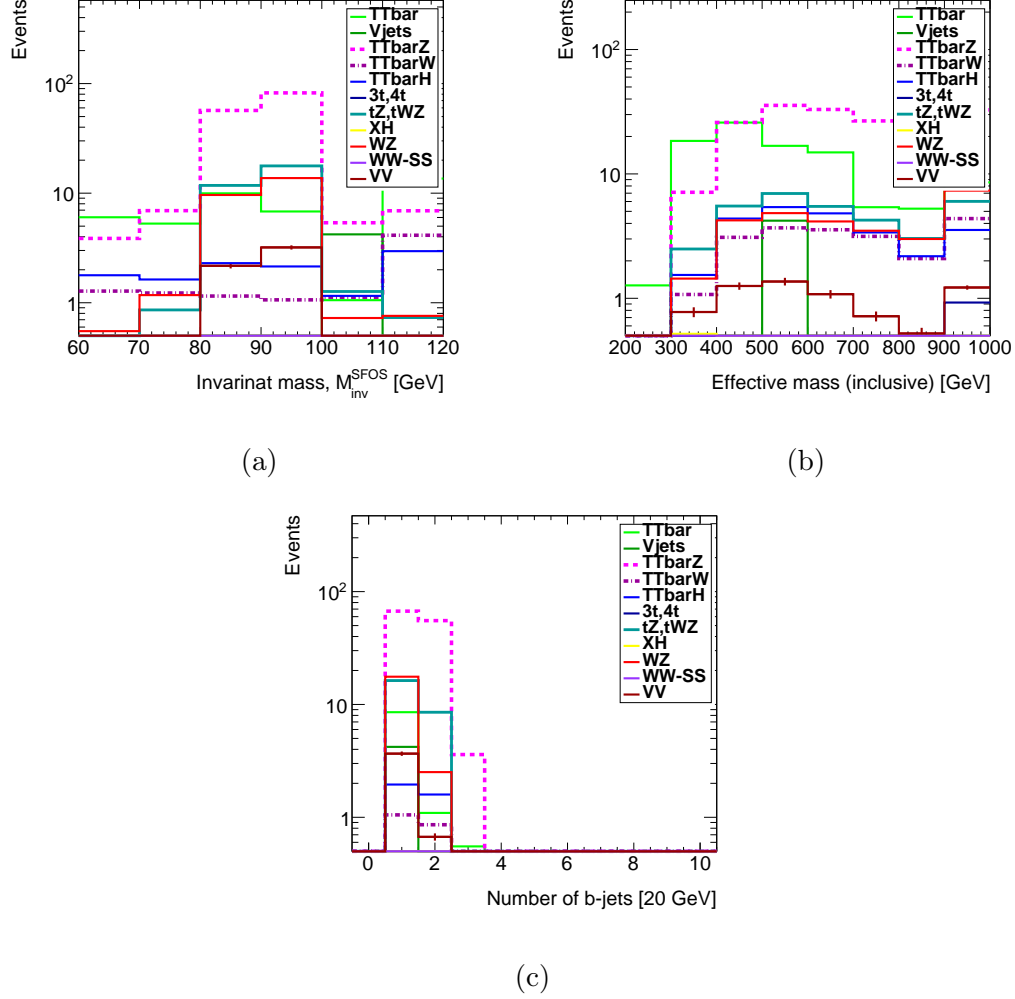 Events
10²
10
1
60 70 80 90 100 110 120
Invarinat mass, M_inv^SFOS [GeV]
TTbar
Vjets
TTbarZ
TTbarW
TTbarH
3t,4t
tZ,tWZ
XH
WZ
WW-SS
VV
(a)
Events
10²
10
1
200 300 400 500 600 700 800 900 1000
Effective mass (inclusive) [GeV]
TTbar
Vjets
TTbarZ
TTbarW
TTbarH
3t,4t
tZ,tWZ
XH
WZ
WW-SS
VV
(b)
Events
10²
10
1
0 2 4 6 8 10
Number of b-jets [20 GeV]
TTbar
Vjets
TTbarZ
TTbarW
TTbarH
3t,4t
tZ,tWZ
XH
WZ
WW-SS
VV
(c)